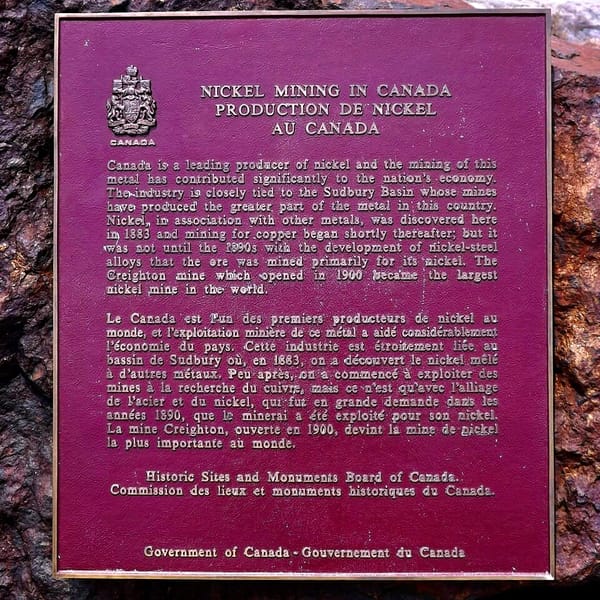 CANADA
NICKEL MINING IN CANADA
PRODUCTION DE NICKEL
AU CANADA
Canada is a leading producer of nickel and the mining of this
metal has contributed significantly to the nation's economy.
The industry is closely tied to the Sudbury Basin whose mines
have produced the greater part of the metal in this country.
Nickel, in association with other metals, was discovered here
in 1883 and mining for copper began shortly thereafter; but it
was not until the 1890s with the development of nickel-steel
alloys that the ore was mined primarily for its nickel. The
Creighton mine which opened in 1900 became the largest
nickel mine in the world.
Le Canada est l'un des premiers producteurs de nickel au
monde, et l'exploitation minière de ce métal a aidé considérablement
l'économie du pays. Cette industrie est étroitement liée au
bassin de Sudbury où, en 1883, on a découvert le nickel mêlé
à d'autres métaux. Peu après, on a commencé à exploiter des
mines à la recherche du cuivre, mais ce n'est qu'avec l'alliage
de l'acier et du nickel, qui fut en grande demande dans les
années 1890, que le minerai a été exploité pour son nickel.
La mine Creighton, ouverte en 1900, devint la mine de nickel
la plus importante au monde.
Historic Sites and Monuments Board of Canada.
Commission des lieux et monuments historiques du Canada.
Government of Canada - Gouvernement du Canada